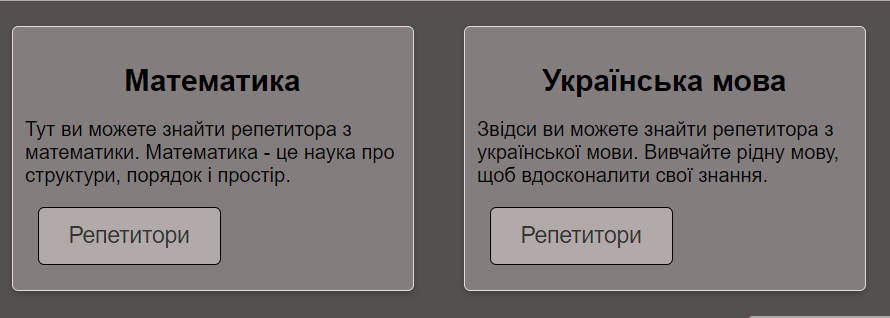 Математика
Тут ви можете знайти репетитора з
математики. Математика - це наука про
структури, порядок і простір.
Репетитори
Українська мова
Звідси ви можете знайти репетитора з
української мови. Вивчайте рідну мову,
щоб вдосконалити свої знання.
Репетитори